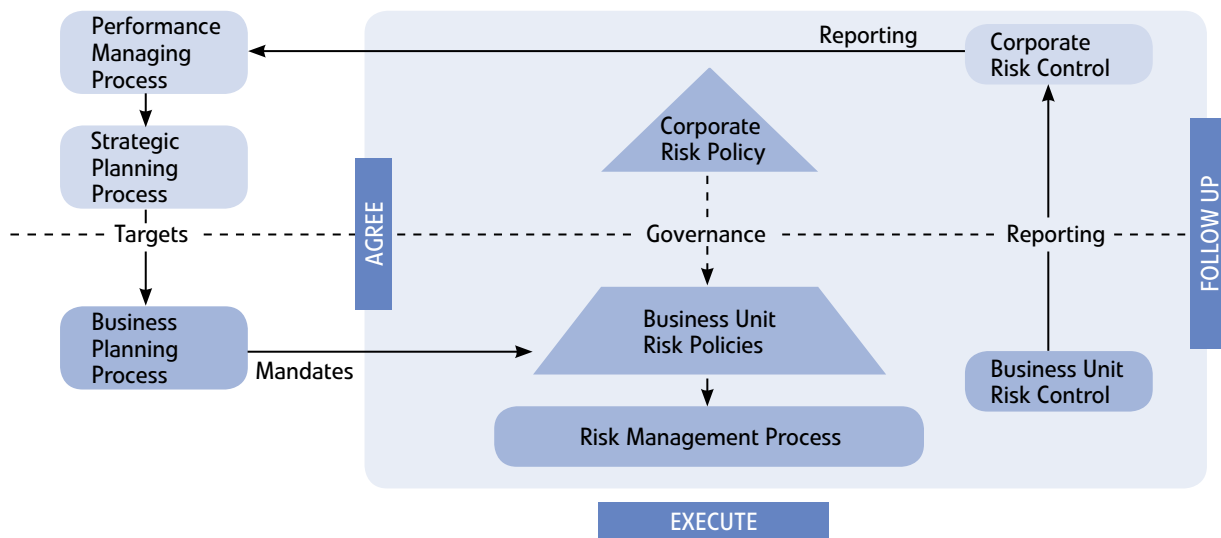 Performance
Managing
Process
Reporting
Corporate
Risk Control
Strategic
Planning
Process
Corporate
Risk Policy
AGREE
FOLLOW UP
Targets
Governance
Reporting
Business
Planning
Process
Mandates
Business Unit
Risk Policies
Business Unit
Risk Control
Risk Management Process
EXECUTE